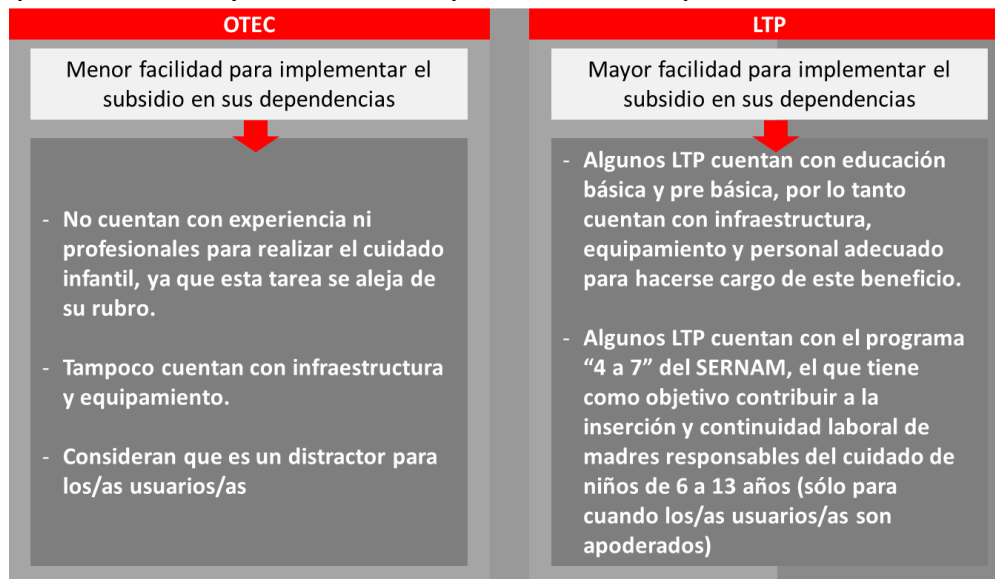 OTEC
Menor facilidad para implementar el
subsidio en sus dependencias
- No cuentan con experiencia ni
profesionales para realizar el cuidado
infantil, ya que esta tarea se aleja de
su rubro.
- Tampoco cuentan con infraestructura
y equipamiento.
- Consideran que es un distractor para
los/as usuarios/as
LTP
Mayor facilidad para implementar el
subsidio en sus dependencias
- Algunos LTP cuentan con educación
básica y pre básica, por lo tanto
cuentan con infraestructura,
equipamiento y personal adecuado
para hacerse cargo de este beneficio.
- Algunos LTP cuentan con el programa
“4 a 7” del SERNAM, el que tiene
como objetivo contribuir a la
inserción y continuidad laboral de
madres responsables del cuidado de
niños de 6 a 13 años (sólo para
cuando los/as usuarios/as son
apoderados)